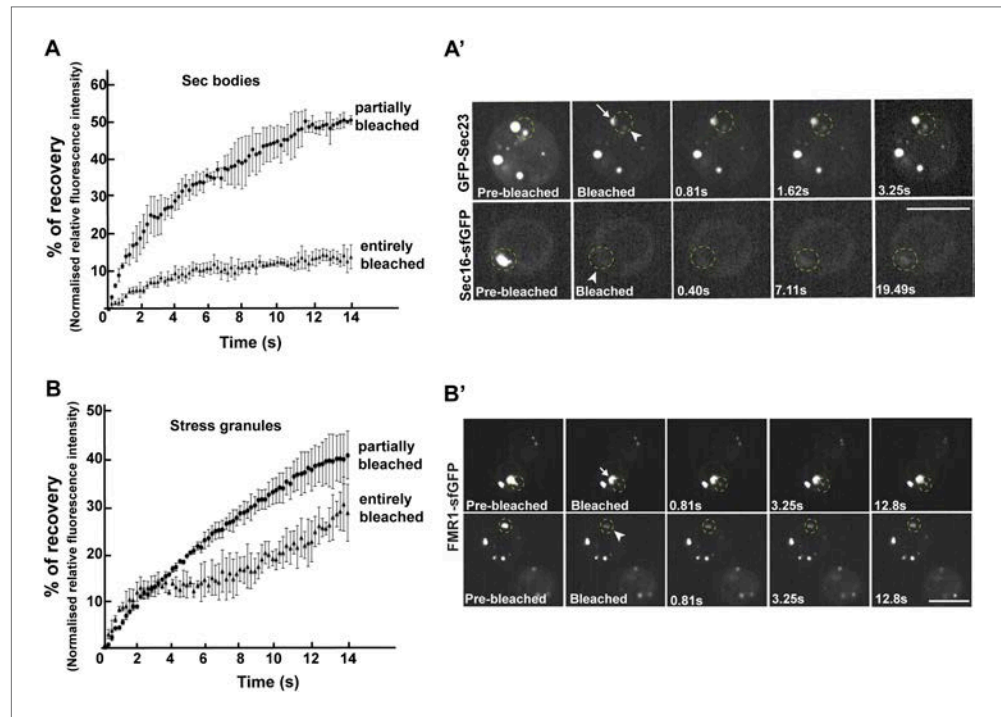 A
Sec bodies
% of recovery
(Normalised relative fluorescence intensity)
60
50
40
30
20
10
0
partially
bleached
entirely
bleached
0 2 4 6 8 10 12 14
Time (s)
A'
GFP-Sec23
Pre-bleached Bleached 0.81s 1.62s 3.25s
Sec16-sfGFP
Pre-bleached Bleached 0.40s 7.11s 19.49s
B
Stress granules
% of recovery
(Normalised relative fluorescence intensity)
50
40
30
20
10
0
partially
bleached
entirely
bleached
0 2 4 6 8 10 12 14
Time (s)
B'
FMR1-sfGFP
Pre-bleached Bleached 0.81s 3.25s 12.8s
Pre-bleached Bleached 0.81s 3.25s 12.8s